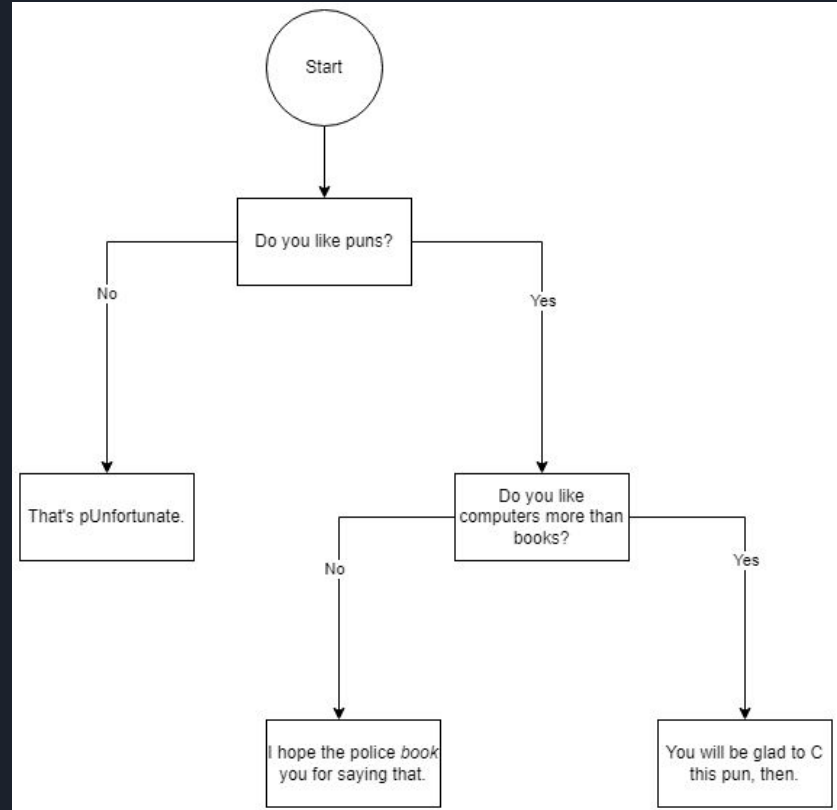 Start
Do you like puns?
No
Yes
That's pUnfortunate.
Do you like
computers more than
books?
No
Yes
I hope the police book
you for saying that.
You will be glad to C
this pun, then.